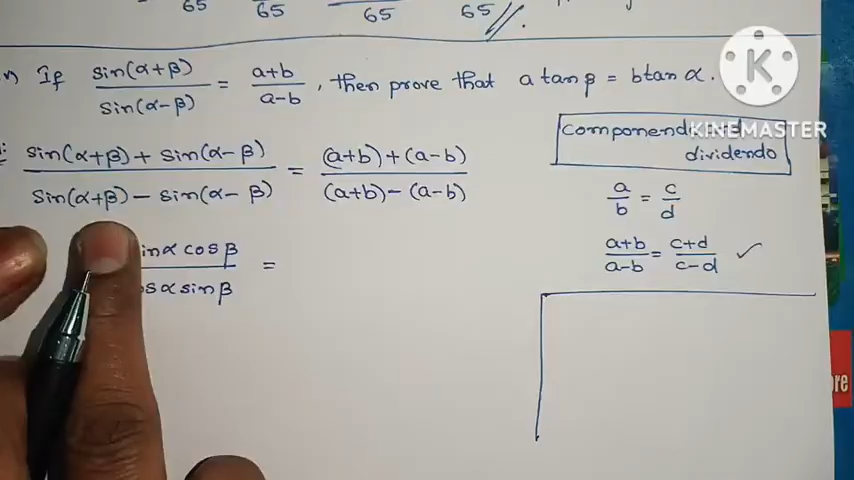 65 65 65 65
If sin(α+β)/sin(α-β) = a+b/a-b, then prove that a tan β = b tan α.
K
KINEMASTER
sin(α+β) + sin(α-β)/sin(α+β) - sin(α-β) = (a+b)+(a-b)/(a+b)-(a-b)
componendo
dividendo
a/b = c/d
a+b/a-b = c+d/c-d ✓
inα cosβ/sα sinβ =